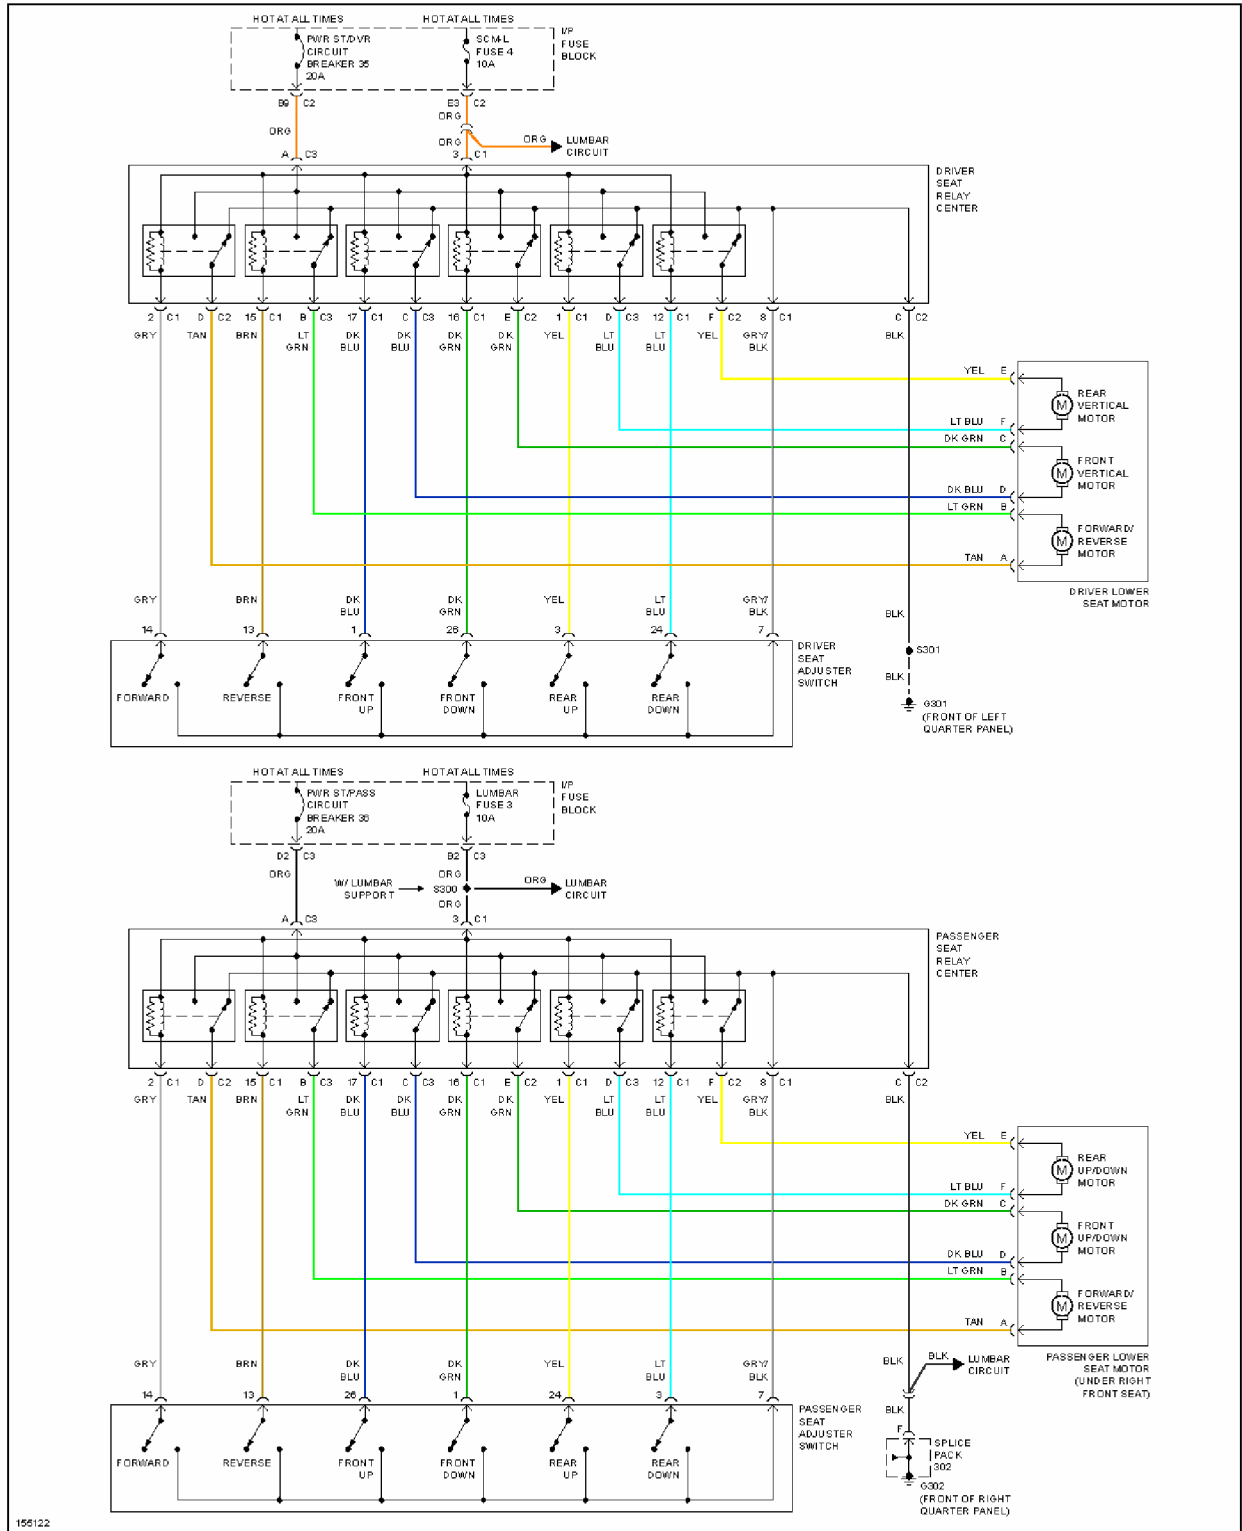 HOT AT ALL TIMES HOT AT ALL TIMES
PWR ST/DVR
CIRCUIT
BREAKER 35
20A
SCM-L
FUSE 4
10A
I/P
FUSE
BLOCK
B9 C2 E3 C2
ORG
ORG
ORG
ORG
LUMBAR
CIRCUIT
A C3 3 C1
DRIVER
SEAT
RELAY
CENTER
2 C1 D C2 15 C1 B C3 17 C1 C C3 16 C1 E C2 1 C1 D C3 12 C1 F C2 8 C1 C C2
GRY TAN BRN LT DK DK DK DK YEL LT LT YEL GRY/ BLK
GRN BLU BLU GRN GRN BLU BLU BLK
YEL E
REAR
VERTICAL
MOTOR
M
LT BLU F
DK GRN C
FRONT
VERTICAL
MOTOR
M
DK BLU D
LT GRN B
FORWARD/
REVERSE
MOTOR
M
TAN A
DRIVER LOWER
SEAT MOTOR
GRY BRN DK DK YEL LT GRY/
BLU GRN BLU BLK
BLK
14 13 1 26 3 24 7
DRIVER
SEAT
ADJUSTER
SWITCH
FORWARD REVERSE FRONT FRONT REAR REAR
UP DOWN UP DOWN
S301
BLK
G301
(FRONT OF LEFT
QUARTER PANEL)
HOT AT ALL TIMES HOT AT ALL TIMES
PWR ST/PASS
CIRCUIT
BREAKER 36
20A
LUMBAR
FUSE 3
10A
I/P
FUSE
BLOCK
D2 C3 B2 C3
ORG ORG
W/ LUMBAR
SUPPORT
S300
ORG
LUMBAR
CIRCUIT
ORG
A C3 3 C1
PASSENGER
SEAT
RELAY
CENTER
2 C1 D C2 15 C1 B C3 17 C1 C C3 16 C1 E C2 1 C1 D C3 12 C1 F C2 8 C1 C C2
GRY TAN BRN LT DK DK DK DK YEL LT LT YEL GRY/ BLK
GRN BLU BLU GRN GRN BLU BLU BLK
YEL E
REAR
UP/DOWN
MOTOR
M
LT BLU F
DK GRN C
FRONT
UP/DOWN
MOTOR
M
DK BLU D
LT GRN B
FORWARD/
REVERSE
MOTOR
M
TAN A
PASSENGER LOWER
SEAT MOTOR
(UNDER RIGHT
FRONT SEAT)
GRY BRN DK DK YEL LT GRY/
BLU GRN BLU BLK
BLK
BLK
LUMBAR
CIRCUIT
14 13 26 1 24 3 7
BLK
PASSENGER
SEAT
ADJUSTER
SWITCH
FORWARD REVERSE FRONT FRONT REAR REAR
UP DOWN UP DOWN
F
SPLICE
PACK
302
G302
(FRONT OF RIGHT
QUARTER PANEL)
155122